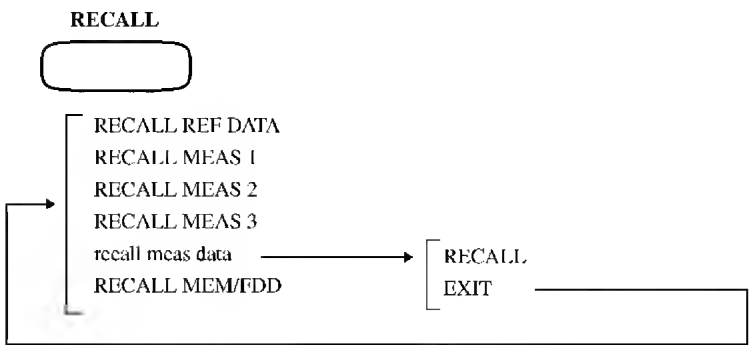 RECALL
RECALL REF DATA
RECALL MEAS 1
RECALL MEAS 2
RECALL MEAS 3
recall meas data
RECALL MEM/FDD
RECALL
EXIT